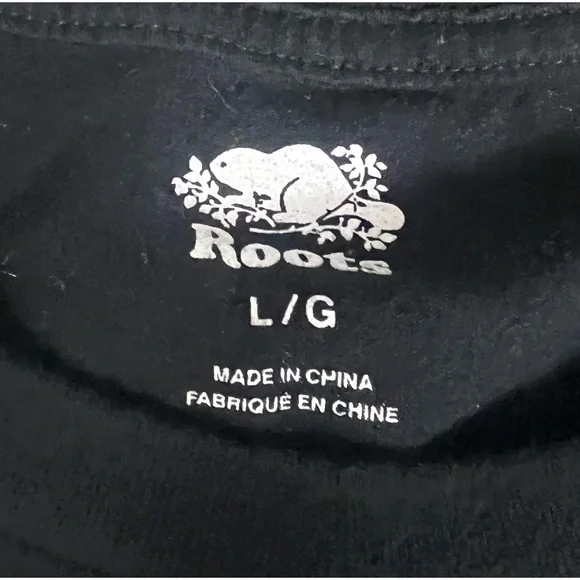 Roots
L/G
MADE IN CHINA
FABRIQUÉ EN CHINE